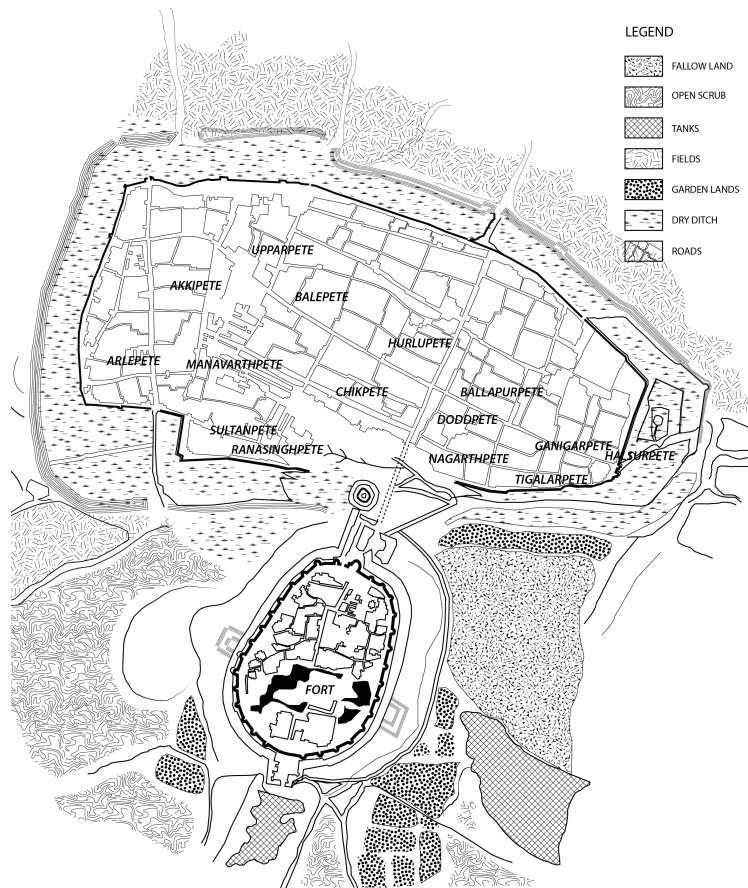 LEGEND
FALLOW LAND
OPEN SCRUB
TANKS
FIELDS
GARDEN LANDS
DRY DITCH
ROADS
UPPARPETE
AKKIPETE
BALEPETE
HURLUPETE
ARLEPETE
MANAVARTHPETE
CHIKPETE
BALLAPURPETE
DODDPETE
SULTANPETE
RANASINGHPETE
GANIGARPETE
NAGARTHPETE
HALSURPETE
TIGALARPETE
FORT